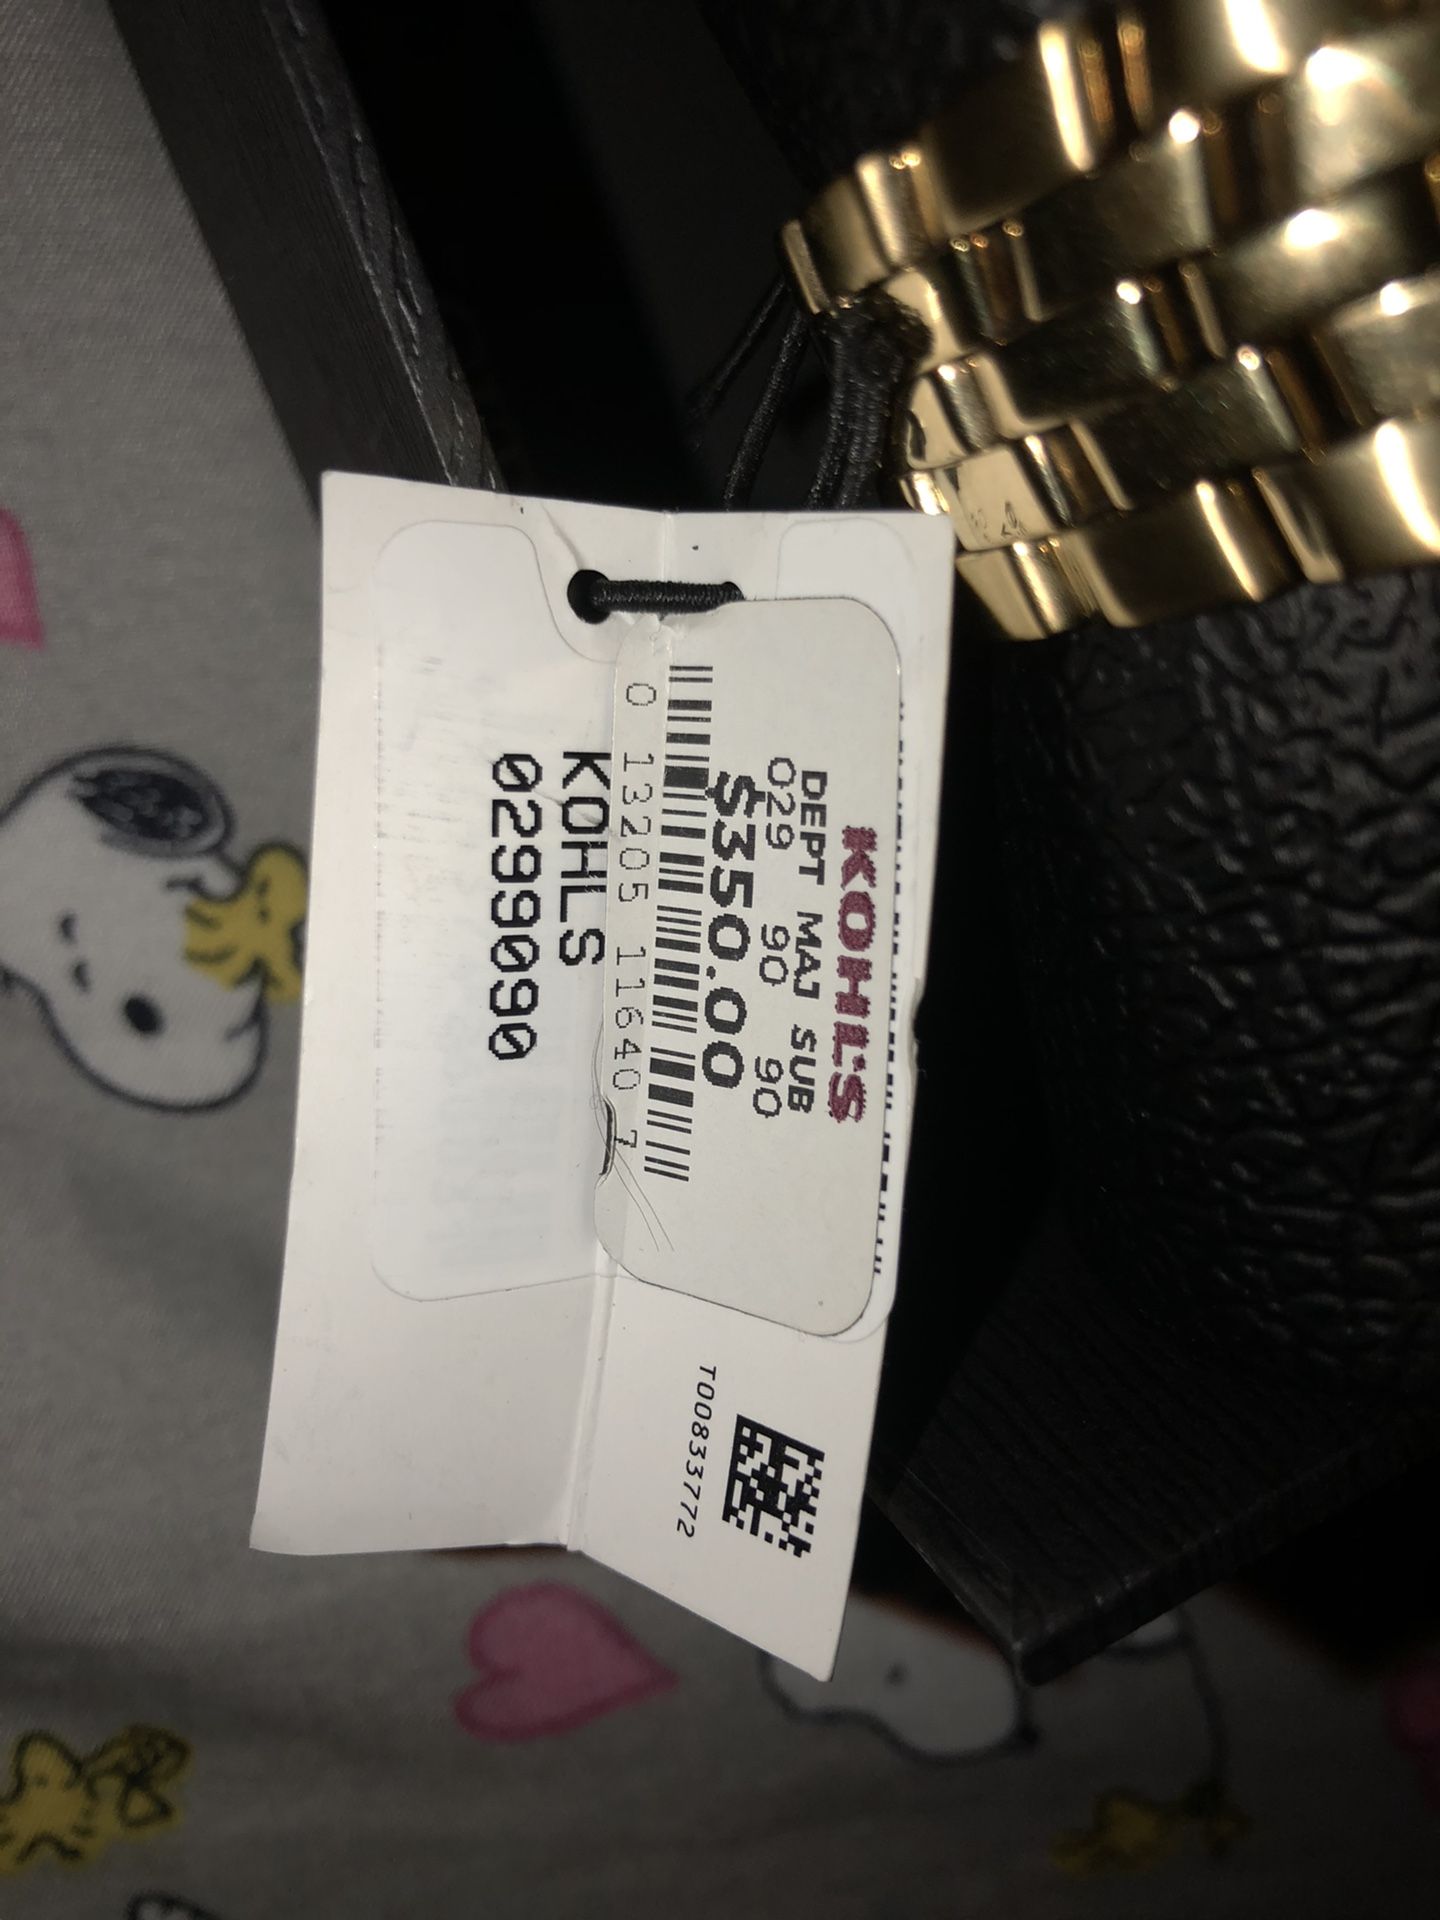 KOHL'S
DEPT MAJ SUB
029 90 90
$350.00
0 13205 11640 7
KOHLS
0299090
T00833772